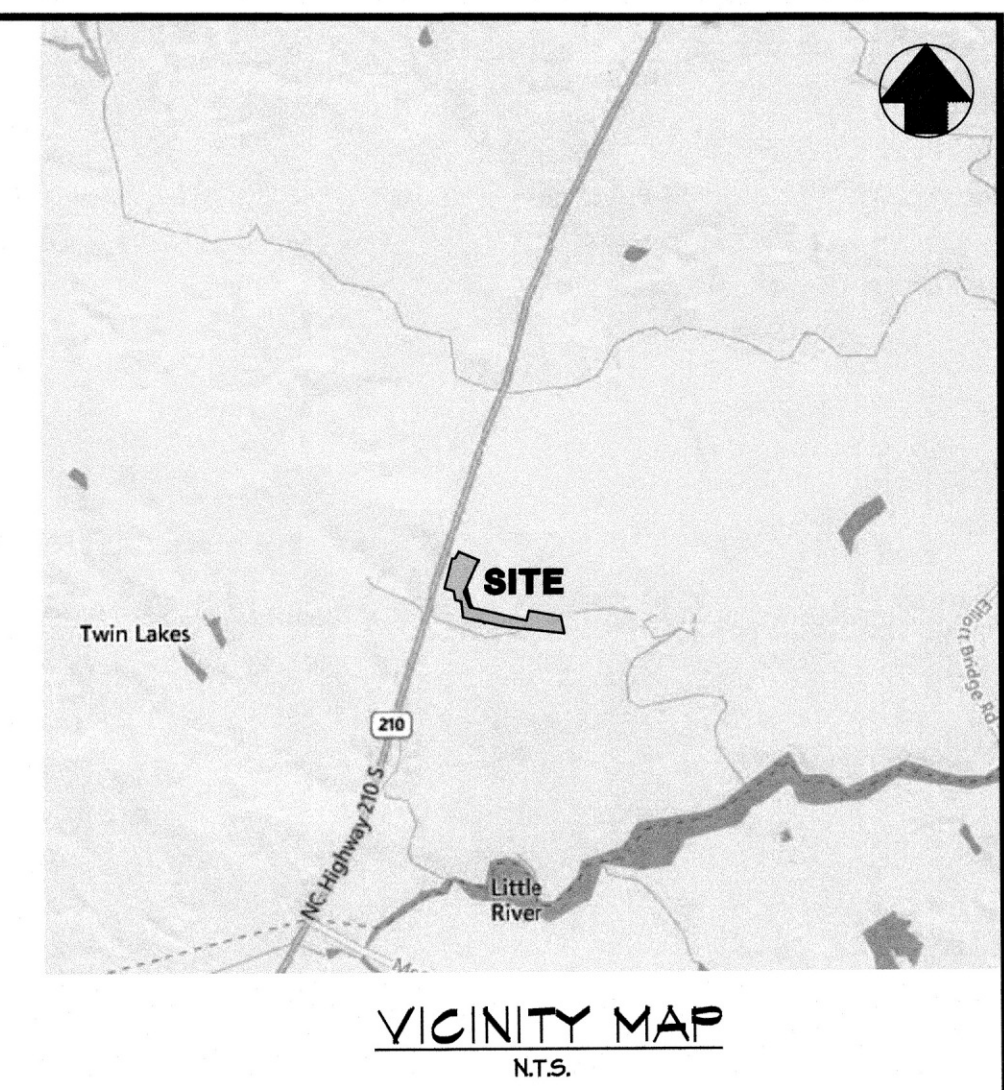 SITE
Twin Lakes
Elliott Bridge Rd
210
NC Highway 210 S
Little
River
VICINITY MAP
N.T.S.